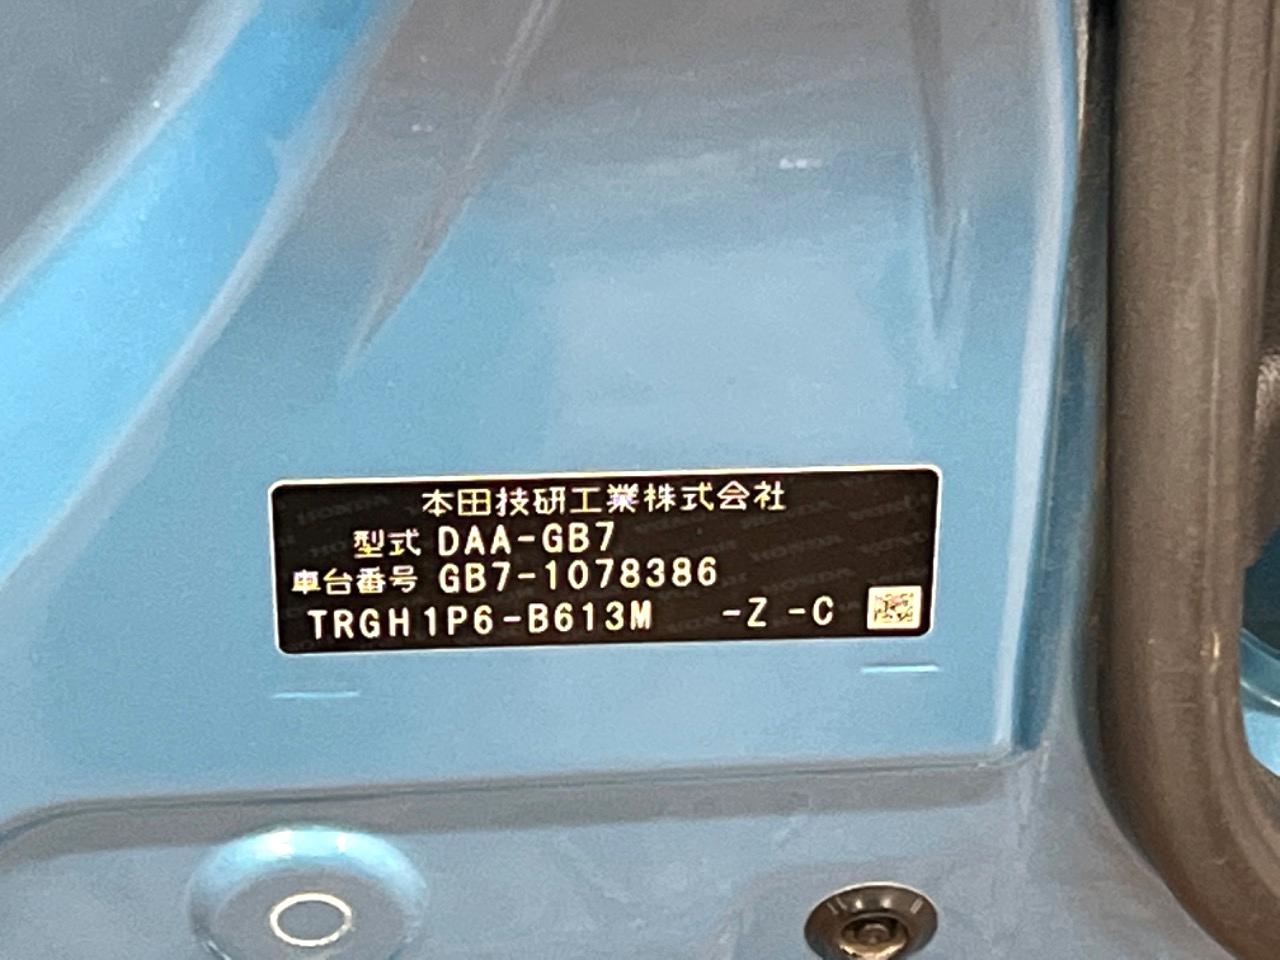 本田技研工業株式会社
型式 DAA-GB7
車台番号 GB7-1078386
TRGH1P6-B613M -Z -C